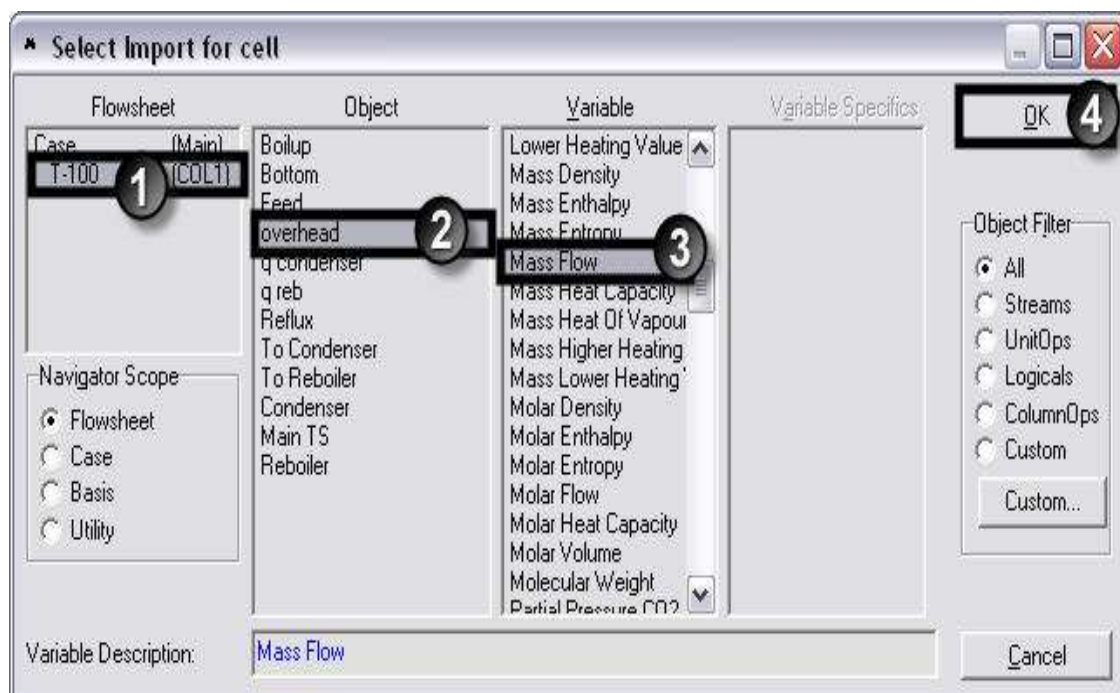 Select Import for cell
Flowsheet
Case (Main)
T-100 (COL1)
1
Navigator Scope
Flowsheet
Case
Basis
Utility
Object
Boilup
Bottom
Feed
overhead
2
q condenser
q reb
Reflux
To Condenser
To Reboiler
Condenser
Main TS
Reboiler
Variable
Lower Heating Value
Mass Density
Mass Enthalpy
Mass Entropy
Mass Flow
3
Mass Heat Capacity
Mass Heat Of Vapour
Mass Higher Heating
Mass Lower Heating
Molar Density
Molar Enthalpy
Molar Entropy
Molar Flow
Molar Heat Capacity
Molar Volume
Molecular Weight
Partial Pressure CO2
Variable Specifics
OK
4
Object Filter
All
Streams
UnitOps
Logicals
ColumnOps
Custom
Custom...
Variable Description:
Mass Flow
Cancel